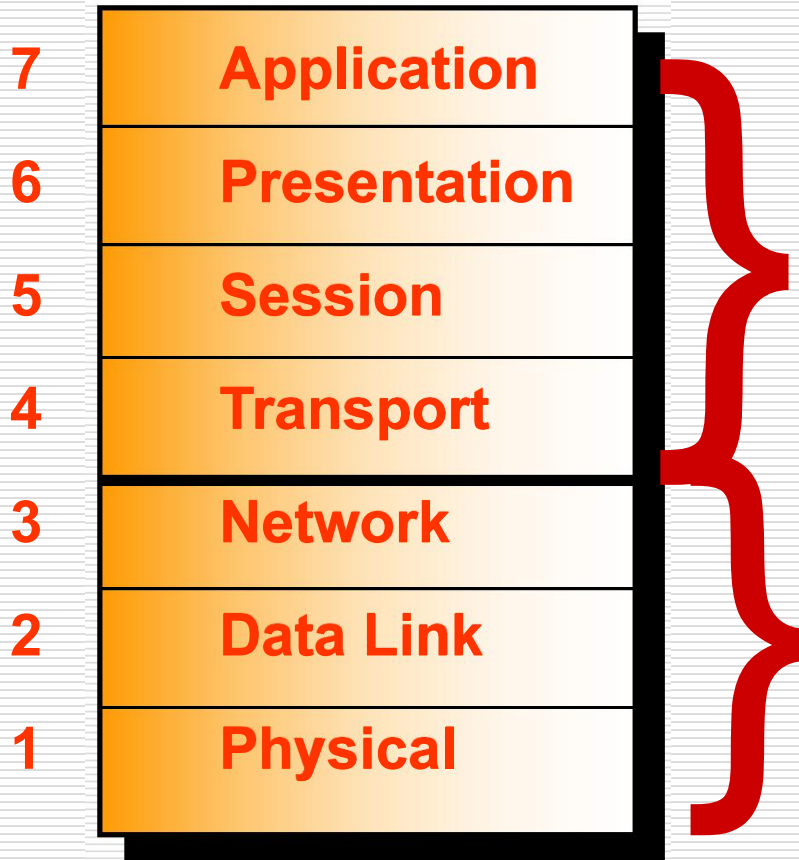 7 Application
6 Presentation
5 Session
4 Transport
3 Network
2 Data Link
1 Physical